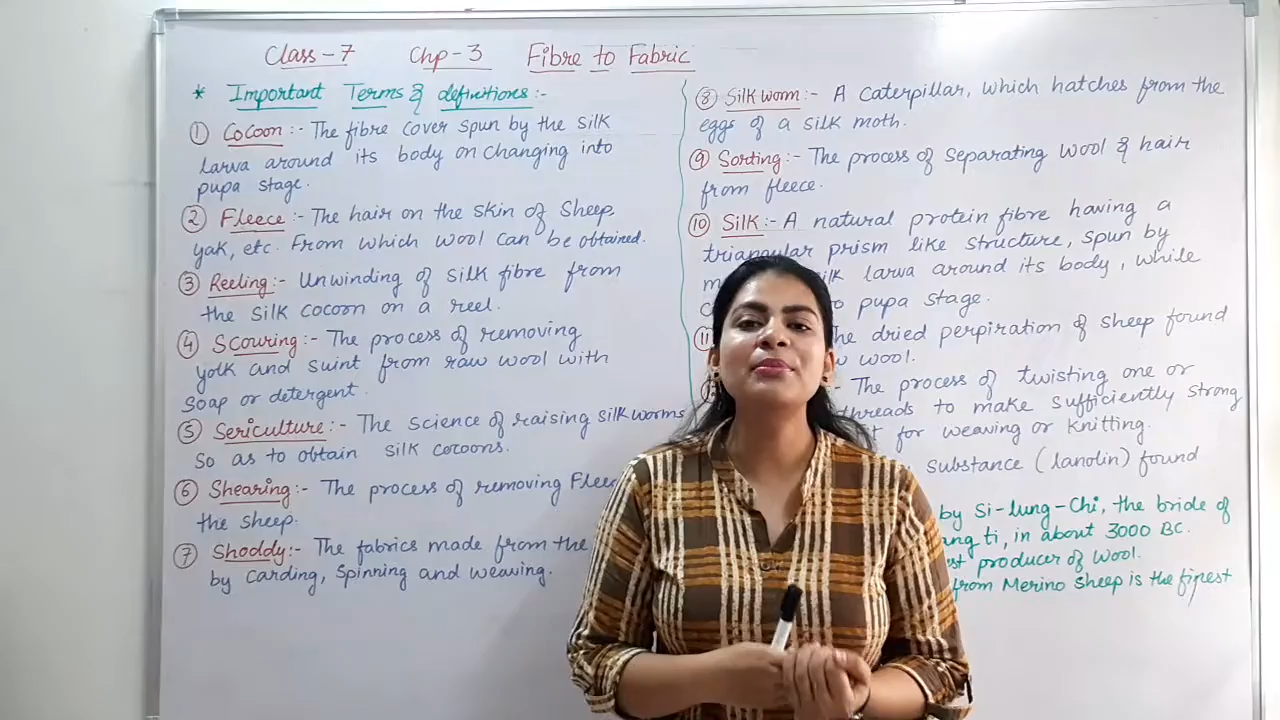 Class-7 Chp-3 Fibre to Fabric
* Important Terms & definitions:-
① Cocoon:- The fibre cover spun by the silk
larva around its body on changing into
pupa stage.
② Fleece:- The hair on the skin of Sheep,
yak, etc. From which wool can be obtained.
③ Reeling:- Unwinding of silk fibre from
the silk cocoon on a reel.
④ Scouring:- The process of removing
yolk and suint from raw wool with
soap or detergent.
⑤ Sericulture:- The science of raising silkworms
so as to obtain silk cocoons.
⑥ Shearing:- The process of removing
the sheep.
⑦ Shoddy:- The fabrics made from the
by carding, Spinning and weaving.
⑧ Silk worm:- A caterpillar, which hatches from the
eggs of a silk moth.
⑨ Sorting:- The process of separating wool & hair
from fleece.
⑩ Silk:- A natural protein fibre having a
triangular prism like structure, spun by
larva around its body, while
pupa stage.
⑪ the dried perpiration of sheep found
wool.
:- The process of twisting one or
threads to make sufficiently strong
for weaving or knitting.
substance (lanolin) found
by Si-lung-Chi, the bride of
ti, in about 3000 BC.
producer of wool.
from Merino sheep is the finest